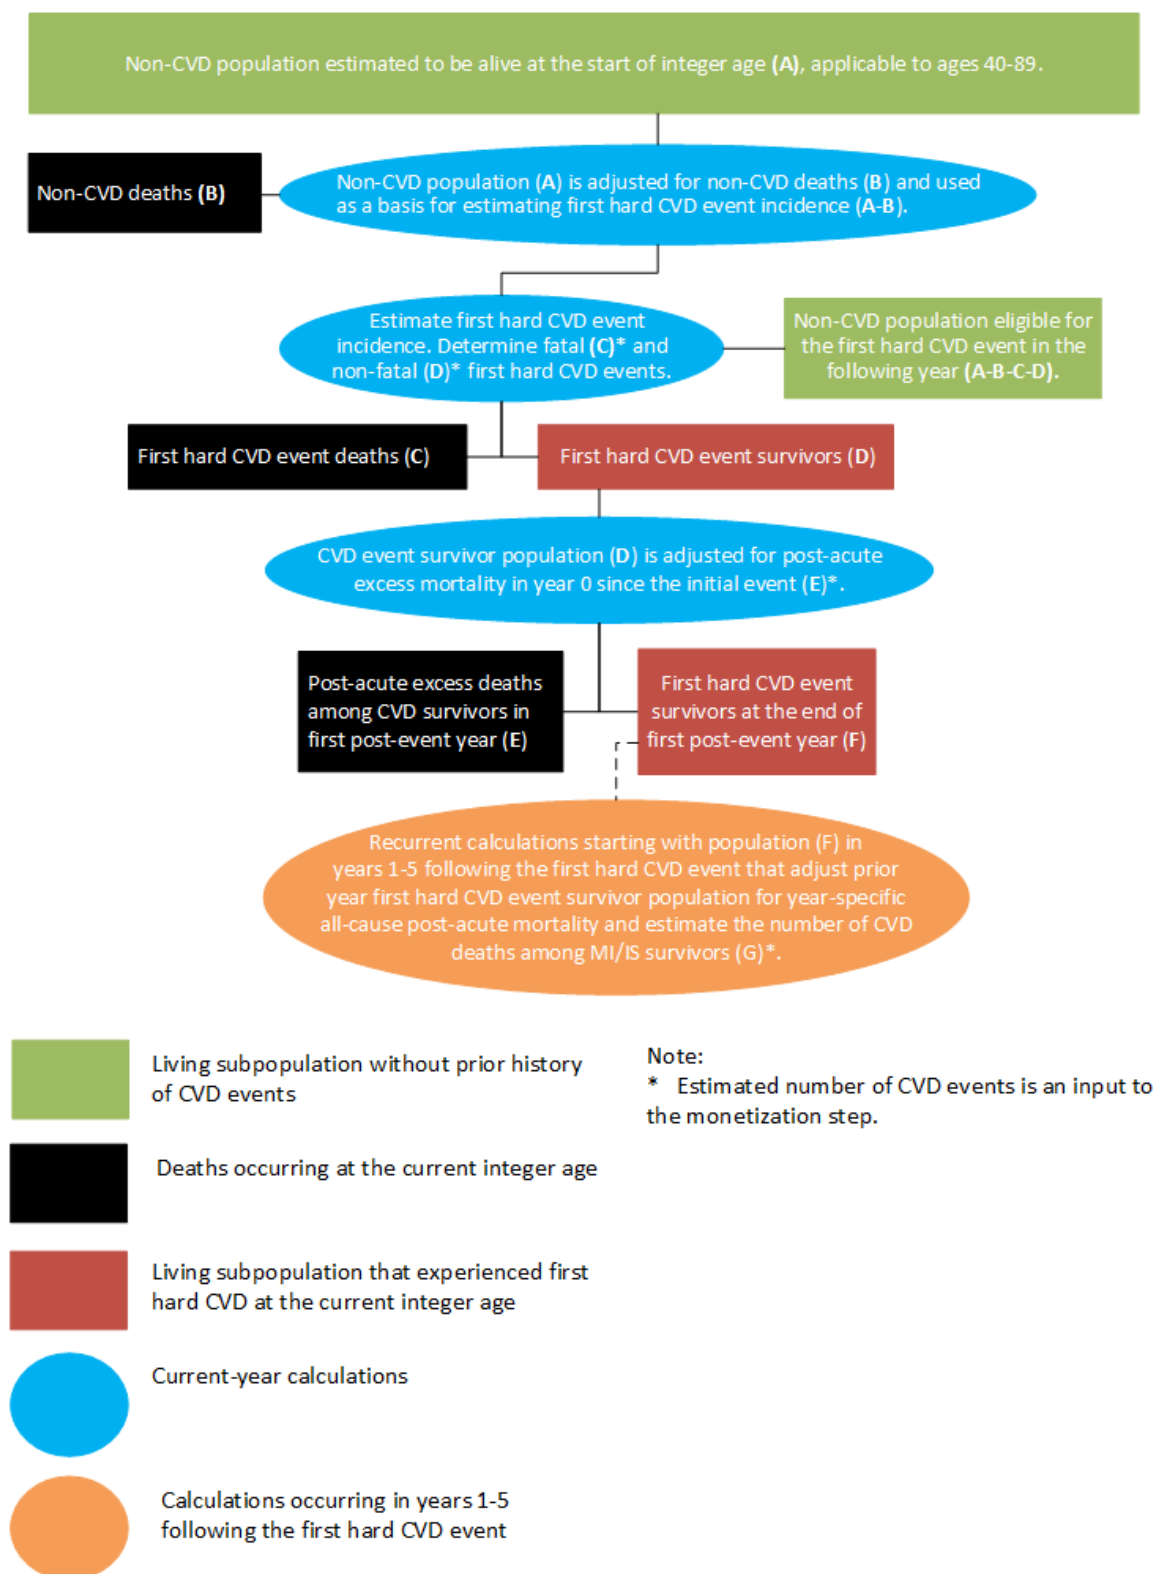 Non-CVD population estimated to be alive at the start of integer age (A), applicable to ages 40-89.
Non-CVD deaths (B)
Non-CVD population (A) is adjusted for non-CVD deaths (B) and used
as a basis for estimating first hard CVD event incidence (A-B).
Estimate first hard CVD event
incidence. Determine fatal (C)* and
non-fatal (D)* first hard CVD events.
Non-CVD population eligible for
the first hard CVD event in the
following year (A-B-C-D).
First hard CVD event deaths (C)
First hard CVD event survivors (D)
CVD event survivor population (D) is adjusted for post-acute
excess mortality in year 0 since the initial event (E)*.
Post-acute excess deaths
among CVD survivors in
first post-event year (E)
First hard CVD event
survivors at the end of
first post-event year (F)
Recurrent calculations starting with population (F) in
years 1-5 following the first hard CVD event that adjust prior
year first hard CVD event survivor population for year-specific
all-cause post-acute mortality and estimate the number of CVD
deaths among MI/IS survivors (G)*.
Living subpopulation without prior history
of CVD events
Note:
* Estimated number of CVD events is an input to
the monetization step.
Deaths occurring at the current integer age
Living subpopulation that experienced first
hard CVD at the current integer age
Current-year calculations
Calculations occurring in years 1-5
following the first hard CVD event